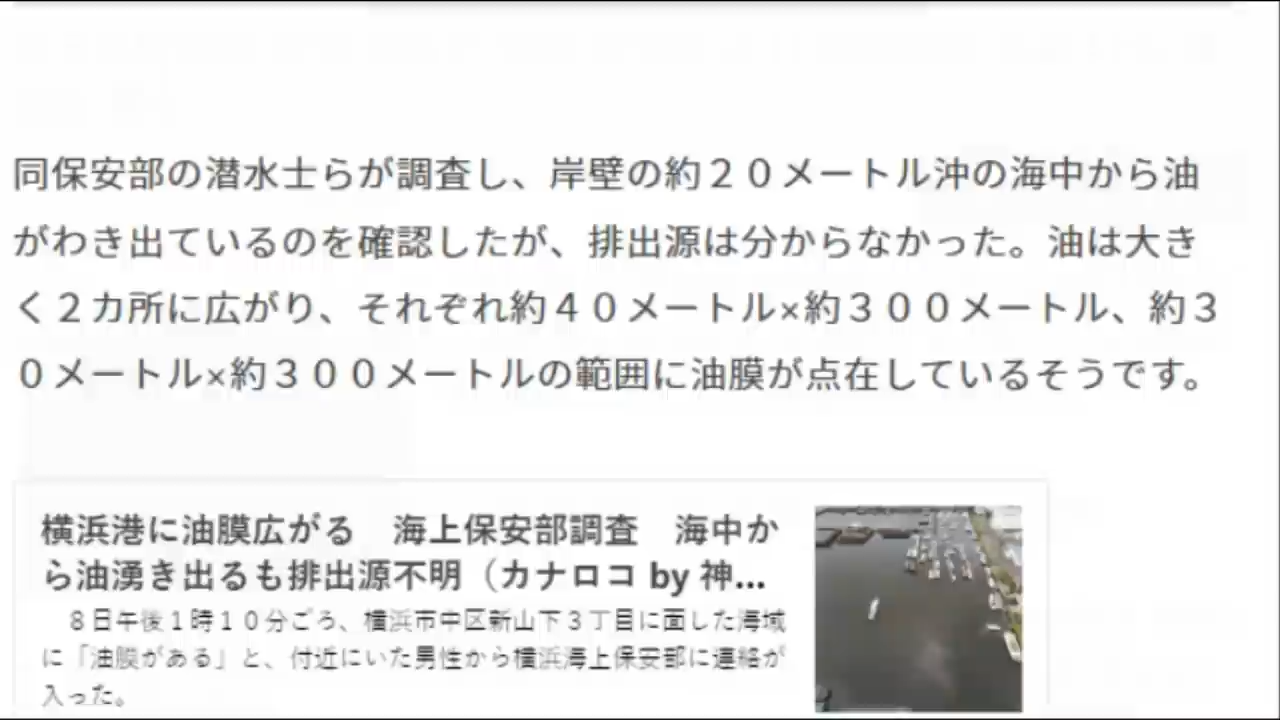 同保安部の潜水士らが調査し、岸壁の約２０メートル沖の海中から油
がわき出ているのを確認したが、排出源は分からなかった。油は大き
く２カ所に広がり、それぞれ約４０メートル×約３００メートル、約３
０メートル×約３００メートルの範囲に油膜が点在しているそうです。
横浜港に油膜広がる　海上保安部調査　海中か
ら油湧き出るも排出源不明（カナロコ by 神...
　８日午後１時１０分ごろ、横浜市中区新山下３丁目に面した海域
に「油膜がある」と、付近にいた男性から横浜海上保安部に連絡が
入った。